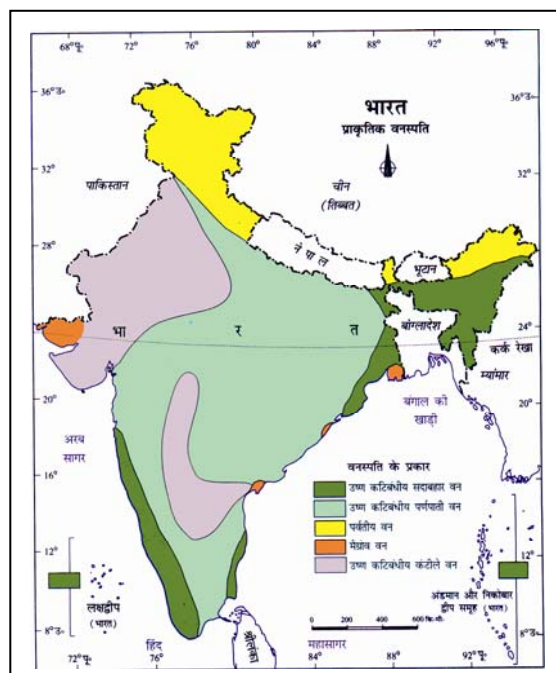 68°पू.
72°
76°
80°
84°
88°
92°
96°पू.
36°उ.
36°उ.
भारत
प्राकृतिक वनस्पति
32°
32°
पाकिस्तान
चीन
(तिब्बत)
28°
28°
नेपाल
भूटान
24°
भारत
बांग्लादेश
24°
कर्क रेखा
म्यांमार
20°
20°
बंगाल की
खाड़ी
अरब
सागर
16°
16°
वनस्पति के प्रकार
उष्ण कटिबंधीय सदाबहार वन
उष्ण कटिबंधीय पर्णपाती वन
पर्वतीय वन
मैंग्रोव वन
उष्ण कटिबंधीय कंटीले वन
12°
12°
लक्षद्वीप
(भारत)
अंडमान और निकोबार
द्वीप समूह (भारत)
0 200 400 600 कि.मी.
8°उ.
8°उ.
श्रीलंका
हिंद
महासागर
72°पू.
76°
80°
88°
92°पू.